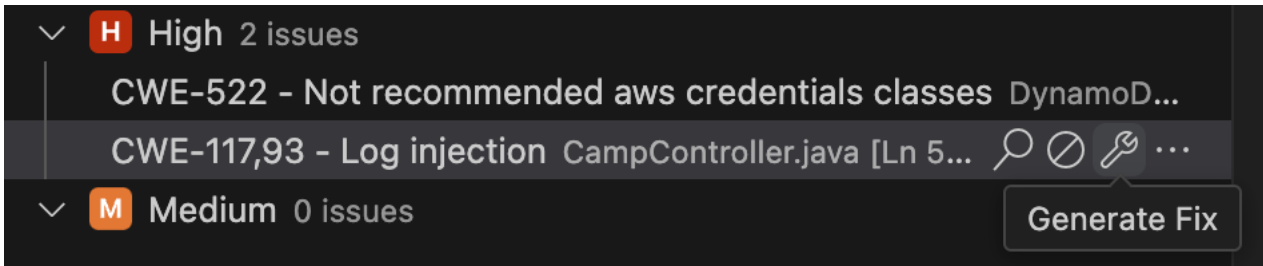 H High 2 issues
CWE-522 - Not recommended aws credentials classes DynamoD...
CWE-117,93 - Log injection CampController.java [Ln 5...
M Medium 0 issues
Generate Fix